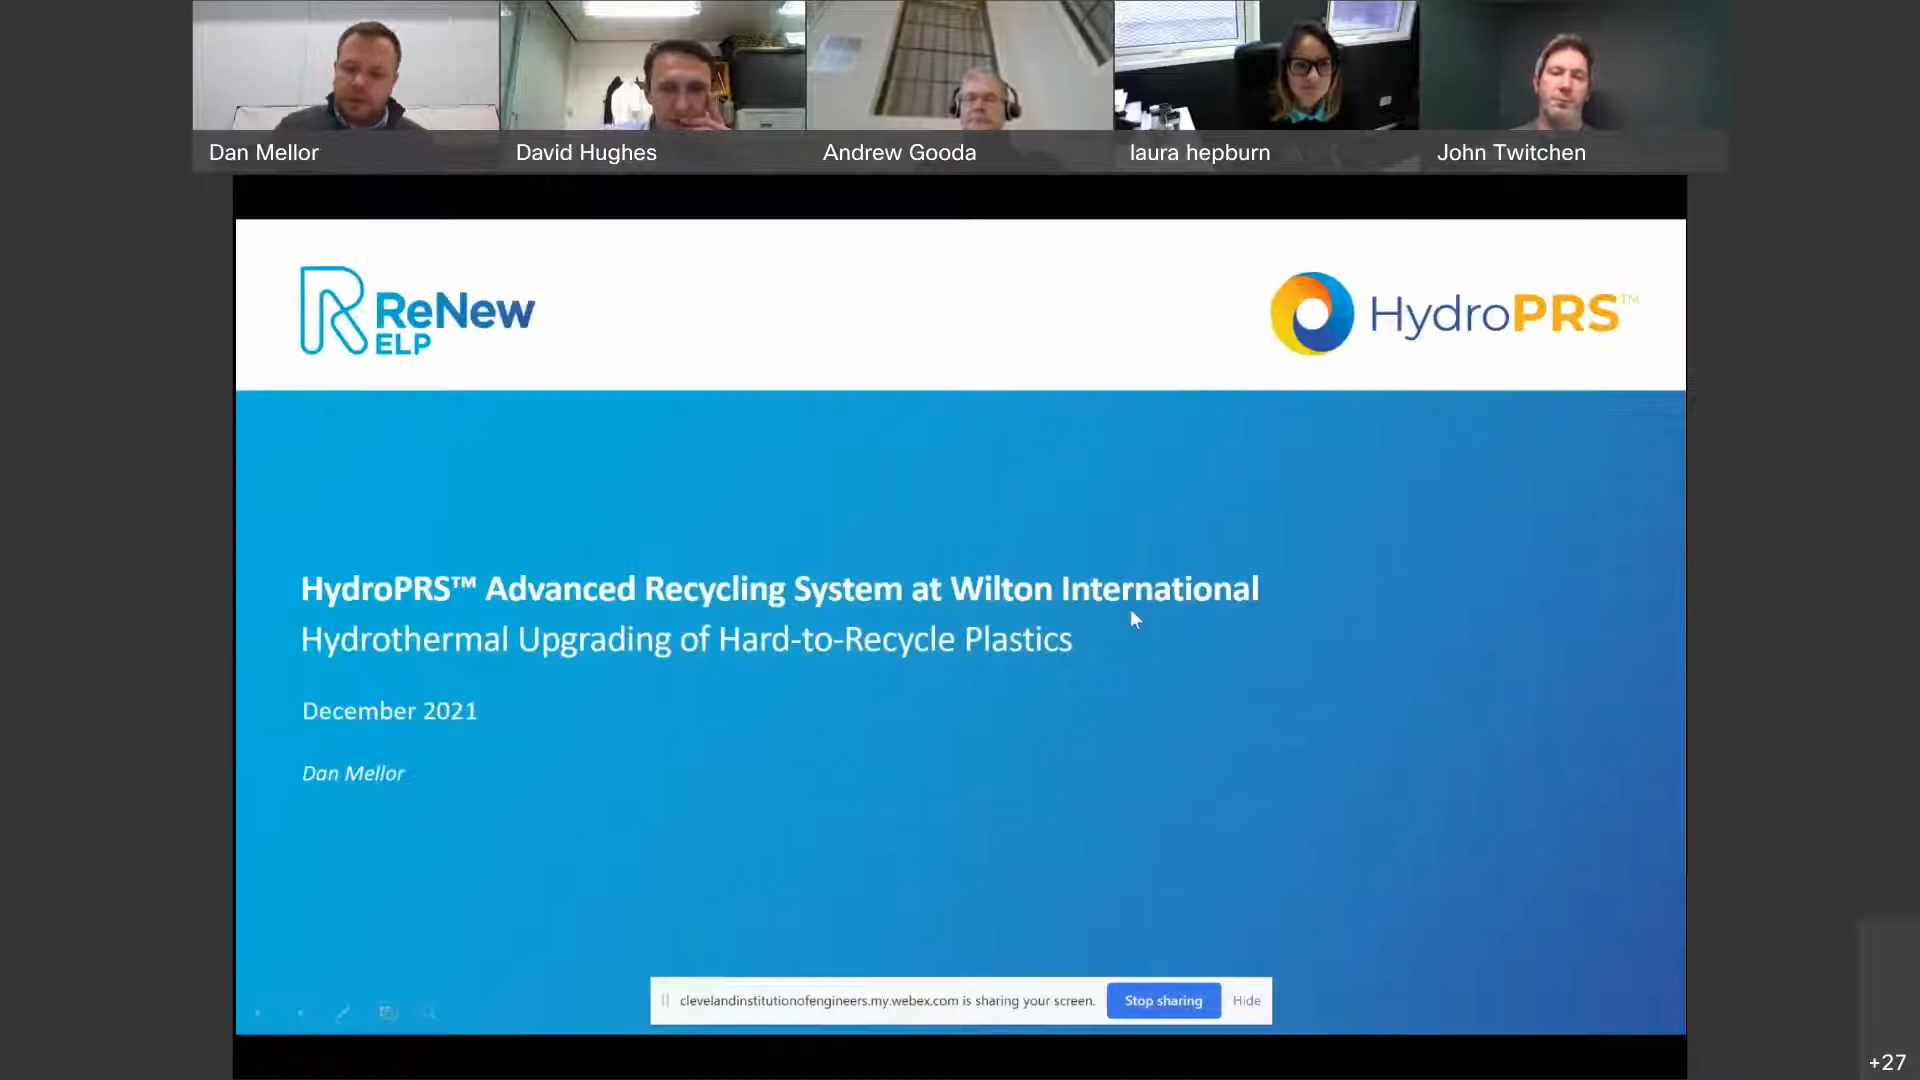 Dan Mellor
David Hughes
Andrew Gooda
laura hepburn
John Twitchen
ReNew
ELP
HydroPRS™
HydroPRS™ Advanced Recycling System at Wilton International
Hydrothermal Upgrading of Hard-to-Recycle Plastics
December 2021
Dan Mellor
clevelandinstitutionofengineers.my.webex.com is sharing your screen.
Stop sharing
Hide
+27